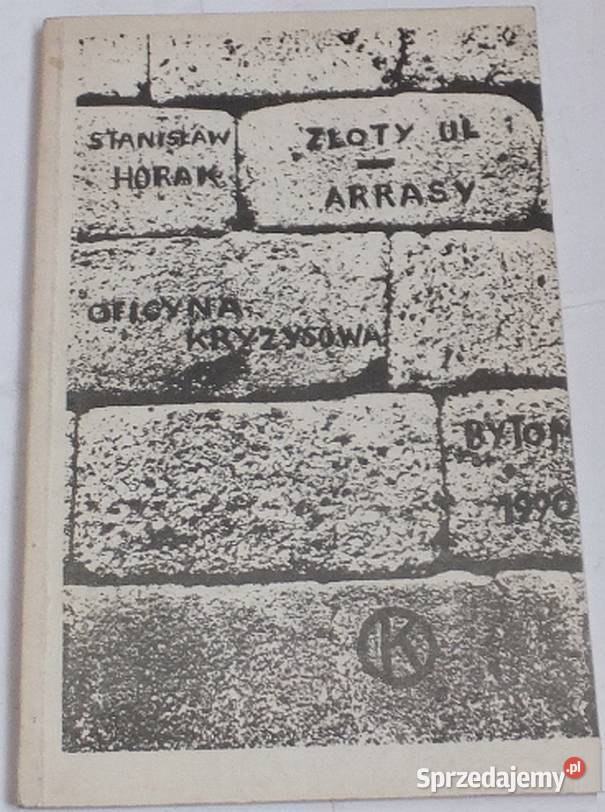 STANISŁAW
HORAK
ZŁOTY UL
–
ARRASY
OFICYNA
KRYZYSOWA
BYTOM
1990
K
Sprzedajemy.pl